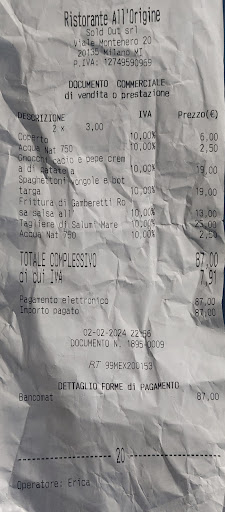 Ristorante All'Origine
Sold Out srl
Viale Montenero 20
20135 Milano MI
P.IVA: 12749590969
DOCUMENTO COMMERCIALE
di vendita o prestazione
DESCRIZIONE IVA Prezzo(€)
2 x 3,00
Coperto 10,00% 6,00
Acqua Nat 750 10,00% 2,50
Gnocchi cacio e pepe crem
a di patate a 10,00% 19,00
Spaghettoni vongole e bot
targa 10,00% 19,00
Frittura di Gamberetti Ro
sa salsa all 10,00% 13,00
Tagliere di Salumi Mare 10,00% 25,00
Acqua Nat 750 10,00% 2,50
TOTALE COMPLESSIVO 87,00
di cui IVA 7,91
Pagamento elettronico 87,00
Importo pagato 87,00
02-02-2024 22:56
DOCUMENTO N. 1895-0009
RT 99MEX200153
DETTAGLIO FORME di PAGAMENTO
Bancomat 87,00
20
Operatore: Erica